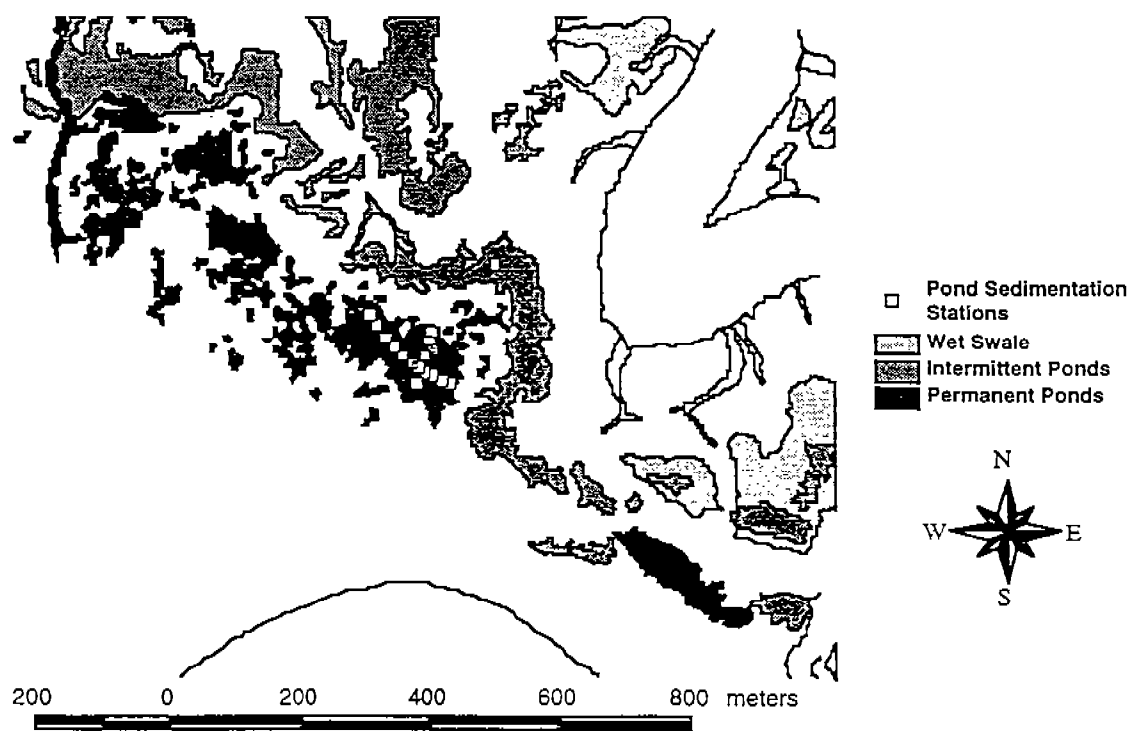 Pond Sedimentation
Stations
Wet Swale
Intermittent Ponds
Permanent Ponds
N
W E
S
200 0 200 400 600 800 meters